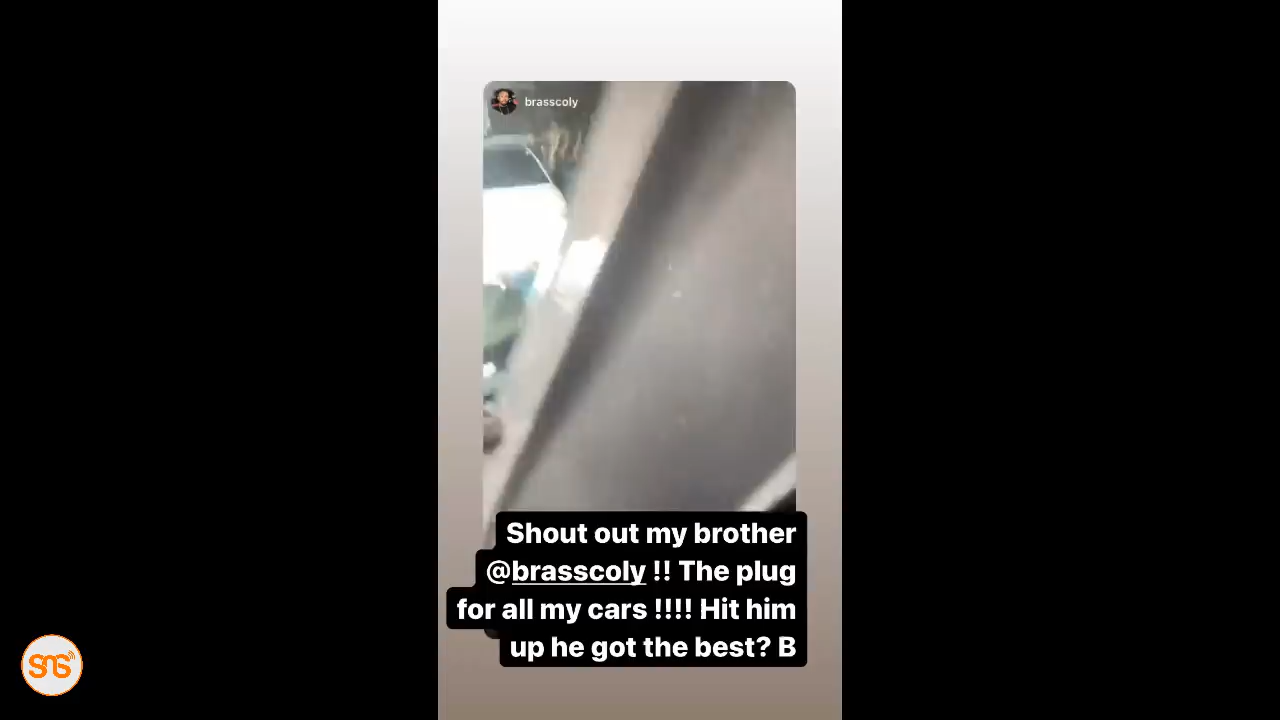 brasscoly
Shout out my brother
@brasscoly !! The plug
for all my cars !!!! Hit him
up he got the best? B
SNS